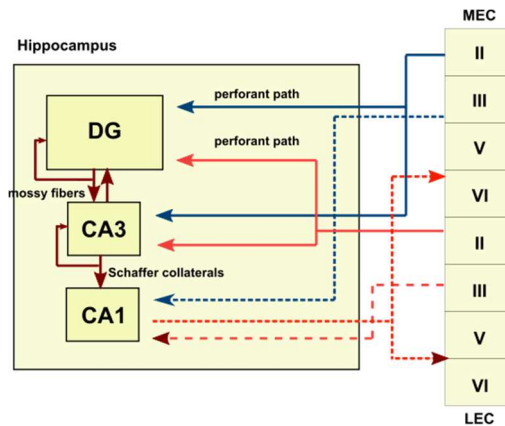 MEC
Hippocampus
II
perforant path
III
DG
perforant path
V
mossy fibers
VI
CA3
II
Schaffer collaterals
III
CA1
V
VI
LEC